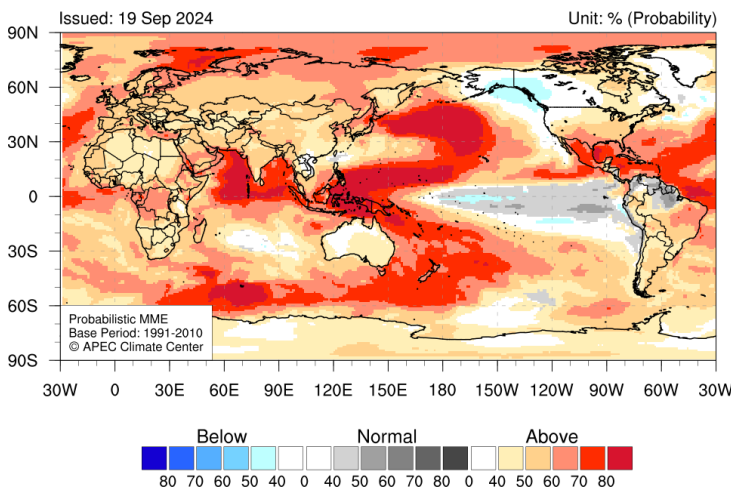 Issued: 19 Sep 2024 Unit: % (Probability)
90N
60N
30N
0
30S
60S
90S
Probabilistic MME
Base Period: 1991-2010
© APEC Climate Center
30W 0 30E 60E 90E 120E 150E 180 150W 120W 90W 60W 30W
Below Normal Above
80 70 60 50 40 0 40 50 60 70 80 0 40 50 60 70 80